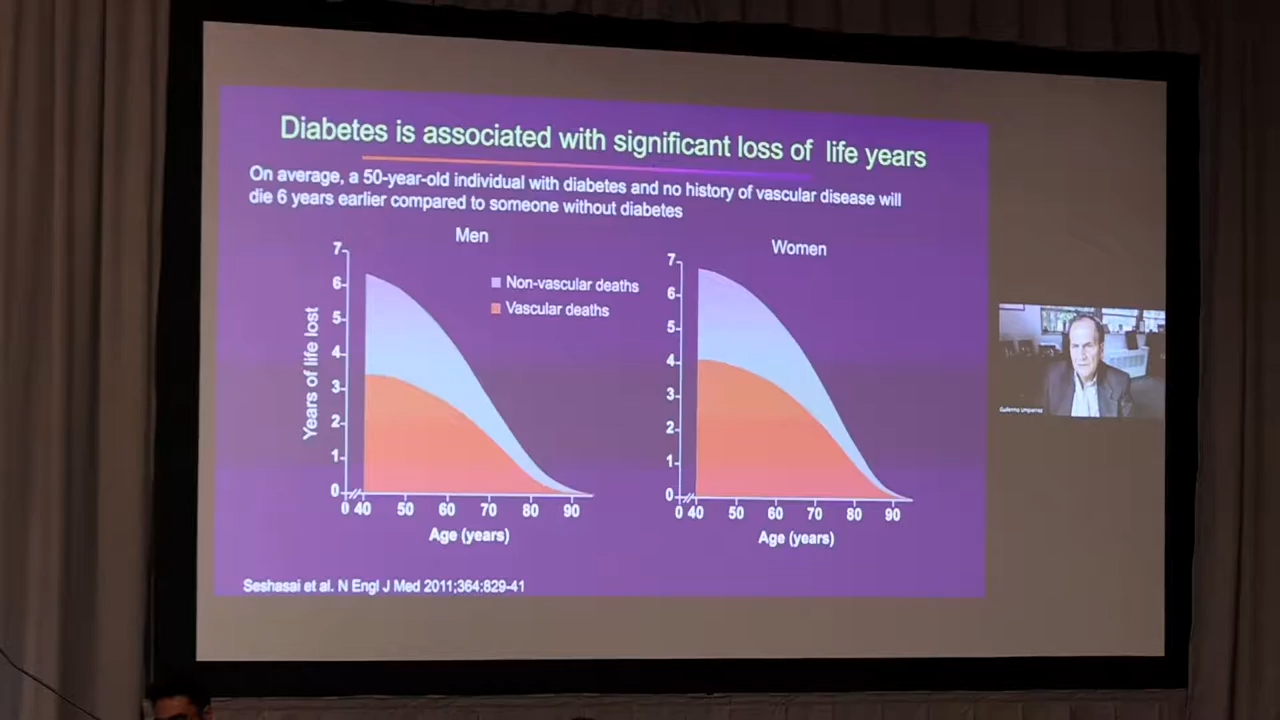 Diabetes is associated with significant loss of life years
On average, a 50-year-old individual with diabetes and no history of vascular disease will
die 6 years earlier compared to someone without diabetes
Men
Women
Non-vascular deaths
Vascular deaths
Years of life lost
7
6
5
4
3
2
1
0
0 40 50 60 70 80 90
Age (years)
7
6
5
4
3
2
1
0
0 40 50 60 70 80 90
Age (years)
Seshasai et al. N Engl J Med 2011;364:829-41
Guillermo Umpierrez